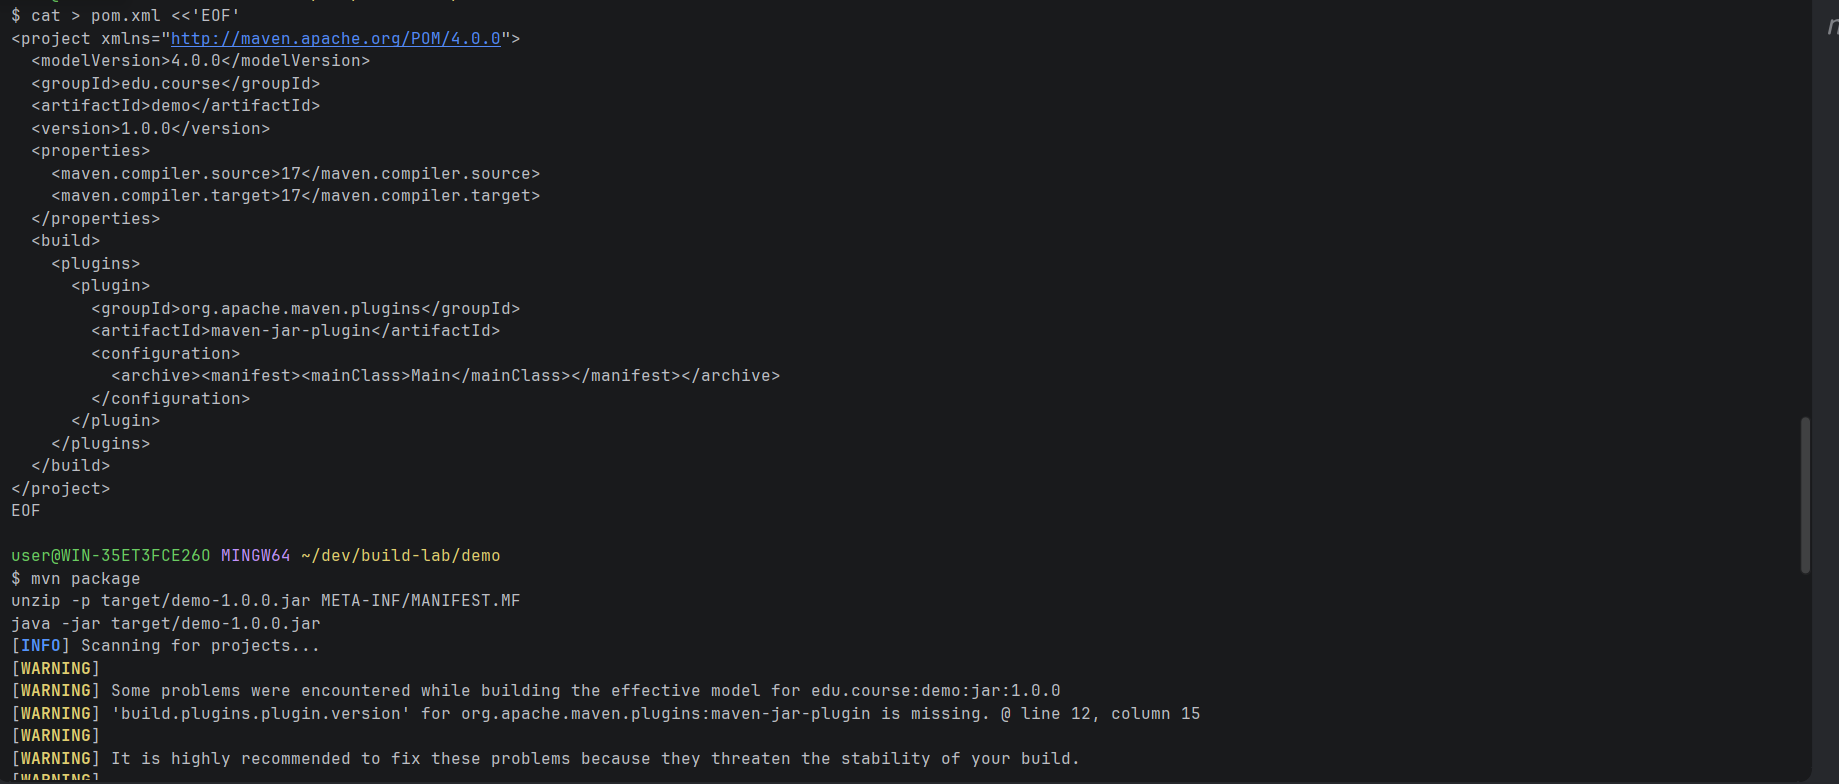 $ cat > pom.xml <<'EOF'
<project xmlns="http://maven.apache.org/POM/4.0.0">
  <modelVersion>4.0.0</modelVersion>
  <groupId>edu.course</groupId>
  <artifactId>demo</artifactId>
  <version>1.0.0</version>
  <properties>
    <maven.compiler.source>17</maven.compiler.source>
    <maven.compiler.target>17</maven.compiler.target>
  </properties>
  <build>
    <plugins>
      <plugin>
        <groupId>org.apache.maven.plugins</groupId>
        <artifactId>maven-jar-plugin</artifactId>
        <configuration>
          <archive><manifest><mainClass>Main</mainClass></manifest></archive>
        </configuration>
      </plugin>
    </plugins>
  </build>
</project>
EOF

user@WIN-35ET3FCE26O MINGW64 ~/dev/build-lab/demo
$ mvn package
unzip -p target/demo-1.0.0.jar META-INF/MANIFEST.MF
java -jar target/demo-1.0.0.jar
[INFO] Scanning for projects...
[WARNING]
[WARNING] Some problems were encountered while building the effective model for edu.course:demo:jar:1.0.0
[WARNING] 'build.plugins.plugin.version' for org.apache.maven.plugins:maven-jar-plugin is missing. @ line 12, column 15
[WARNING]
[WARNING] It is highly recommended to fix these problems because they threaten the stability of your build.
[WARNING]